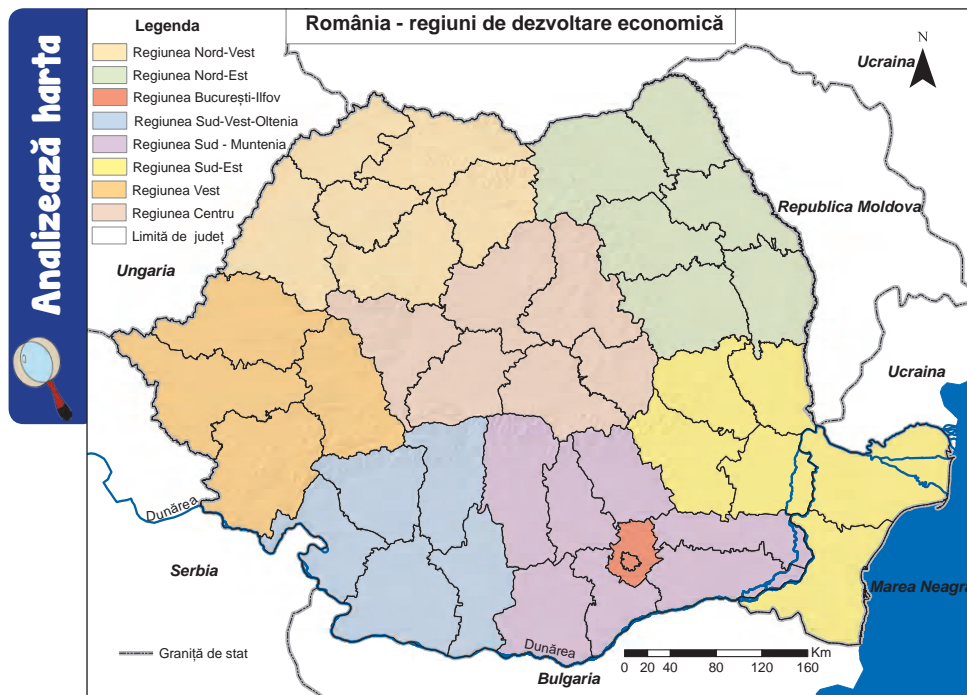 Analizează harta
România - regiuni de dezvoltare economică
Legenda
Regiunea Nord-Vest
Regiunea Nord-Est
Regiunea București-Ilfov
Regiunea Sud-Vest-Oltenia
Regiunea Sud - Muntenia
Regiunea Sud-Est
Regiunea Vest
Regiunea Centru
Limită de județ
N
Ucraina
Republica Moldova
Ungaria
Ucraina
Dunărea
Serbia
Marea Neagră
Graniță de stat
Dunărea
Bulgaria
Km
0 20 40 80 120 160